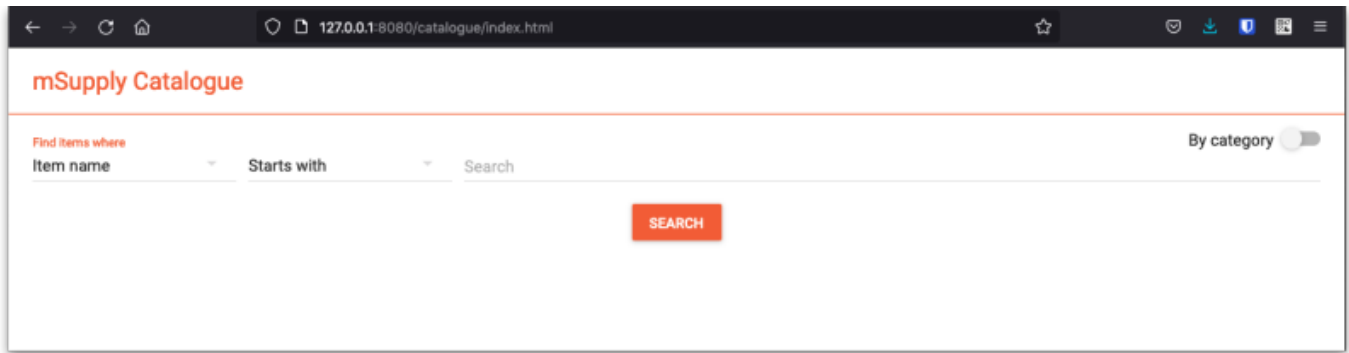 127.0.0.1:8080/catalogue/index.html
mSupply Catalogue
Find items where
By category
Item name
Starts with
Search
SEARCH